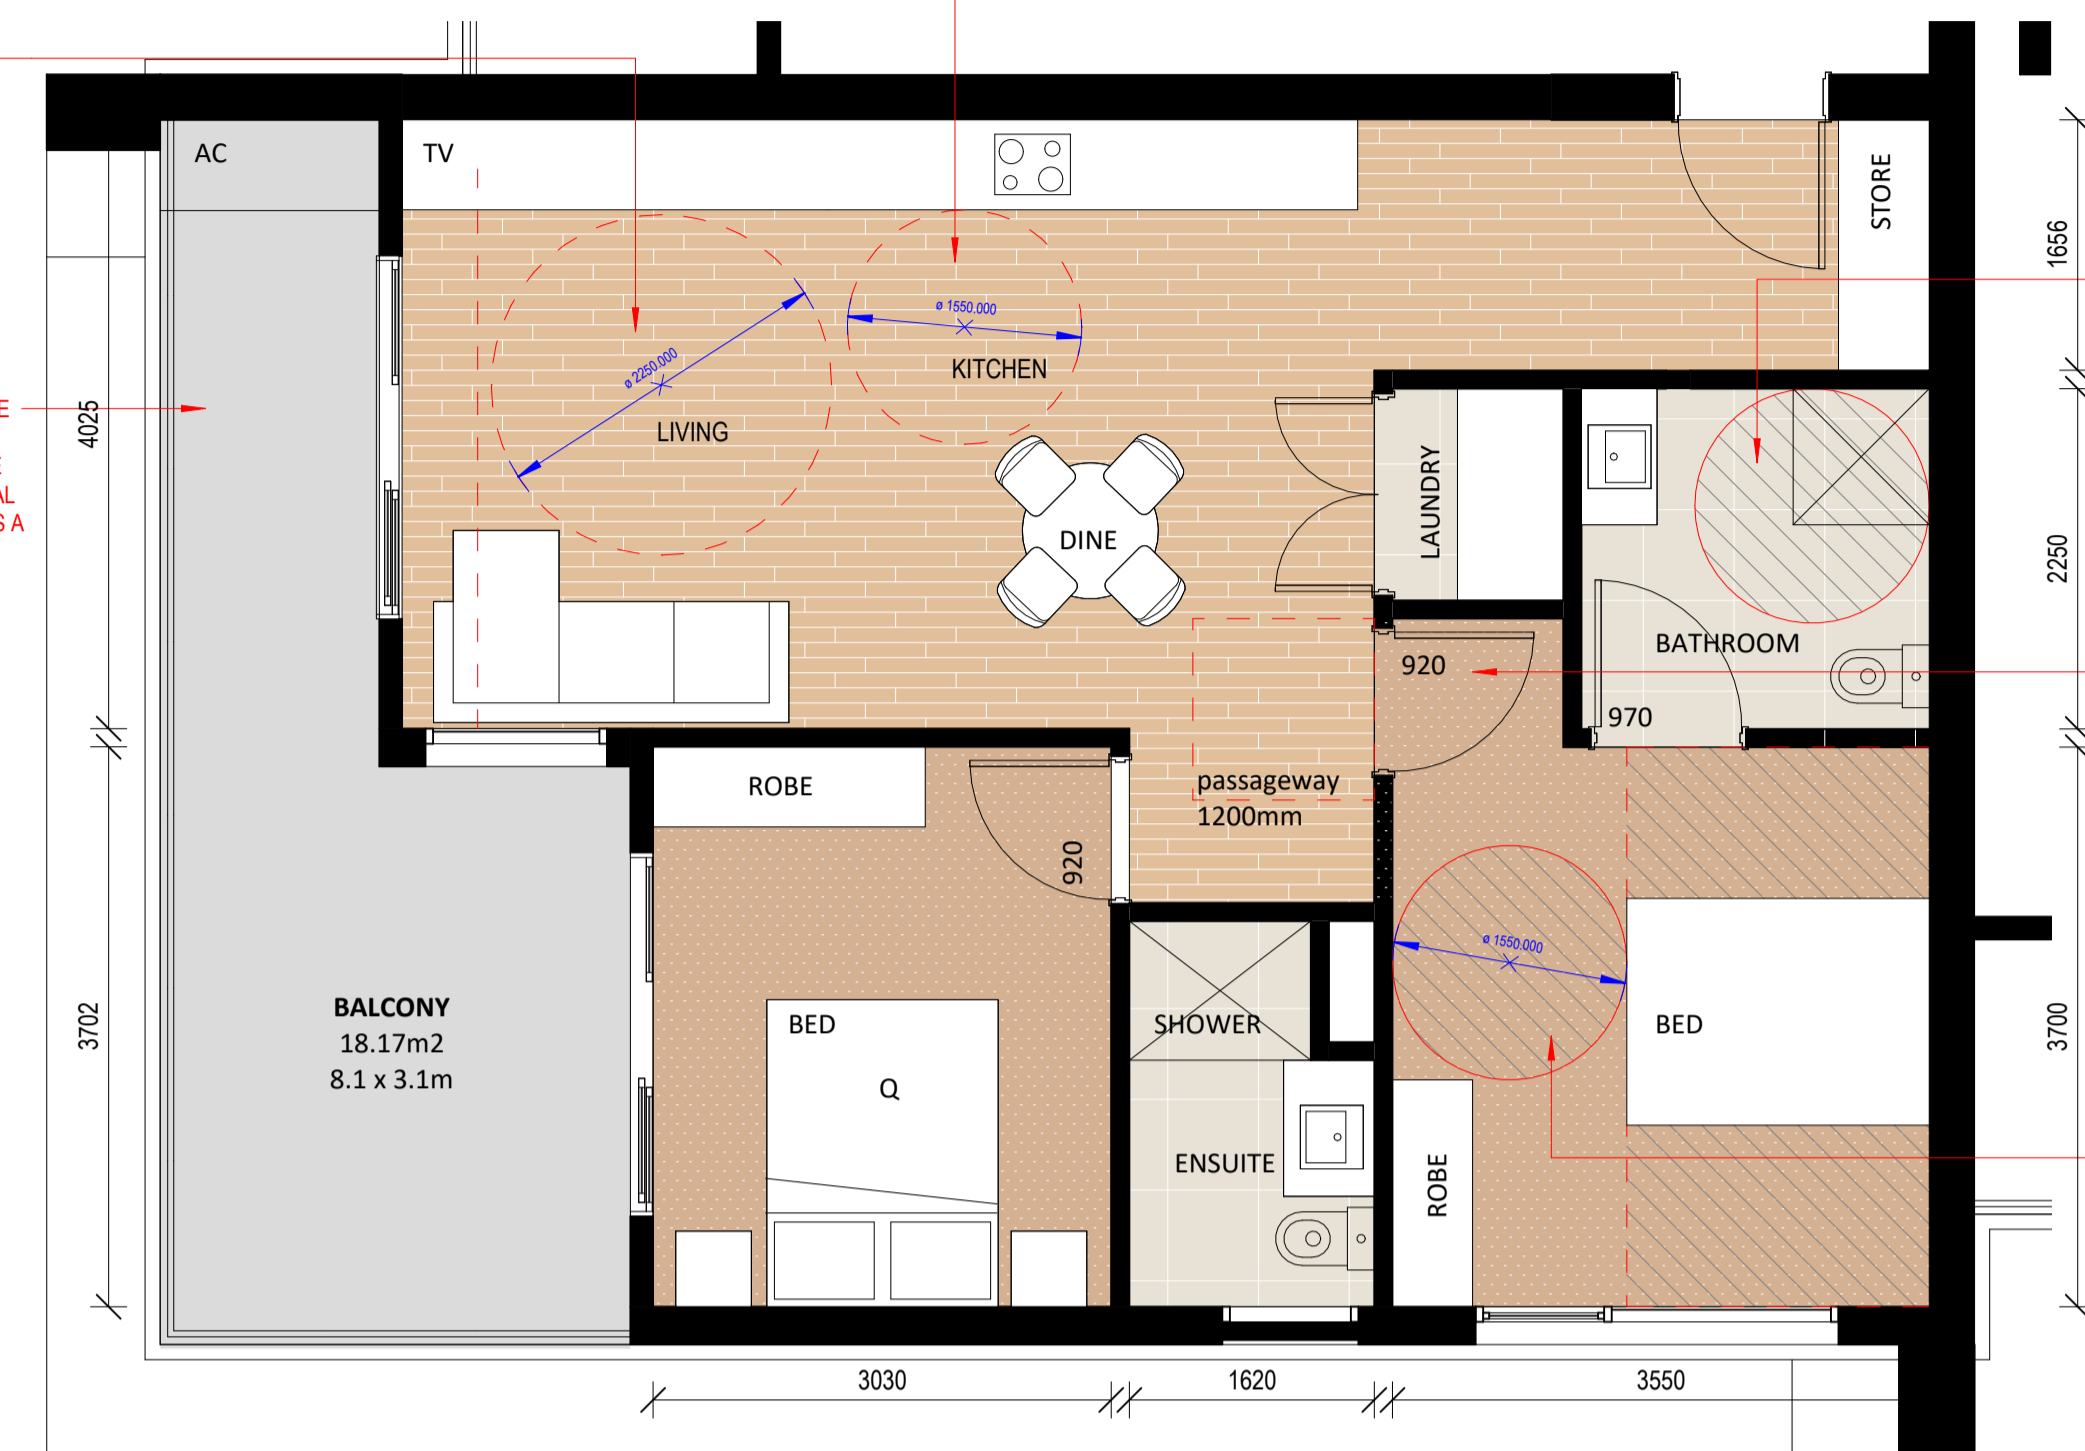 AC
TV
STORE
1656
ø 1550.000
KITCHEN
ø 2250.000
LIVING
4025
E
AL
S A
LAUNDRY
DINE
2250
BATHROOM
920
970
passageway
1200mm
ROBE
920
BALCONY
18.17m2
8.1 x 3.1m
3702
BED
Q
SHOWER
ENSUITE
ø 1550.000
BED
3700
ROBE
3030
1620
3550